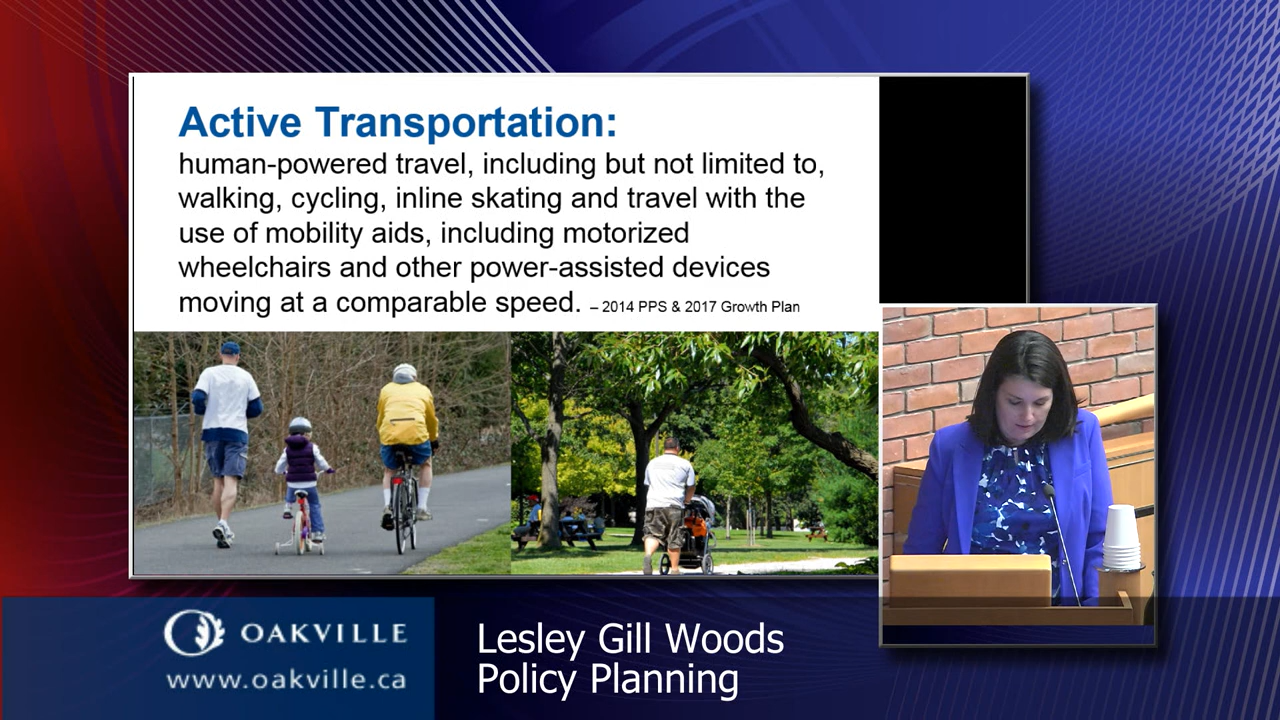 Active Transportation:
human-powered travel, including but not limited to,
walking, cycling, inline skating and travel with the
use of mobility aids, including motorized
wheelchairs and other power-assisted devices
moving at a comparable speed. – 2014 PPS & 2017 Growth Plan
OAKVILLE
www.oakville.ca
Lesley Gill Woods
Policy Planning